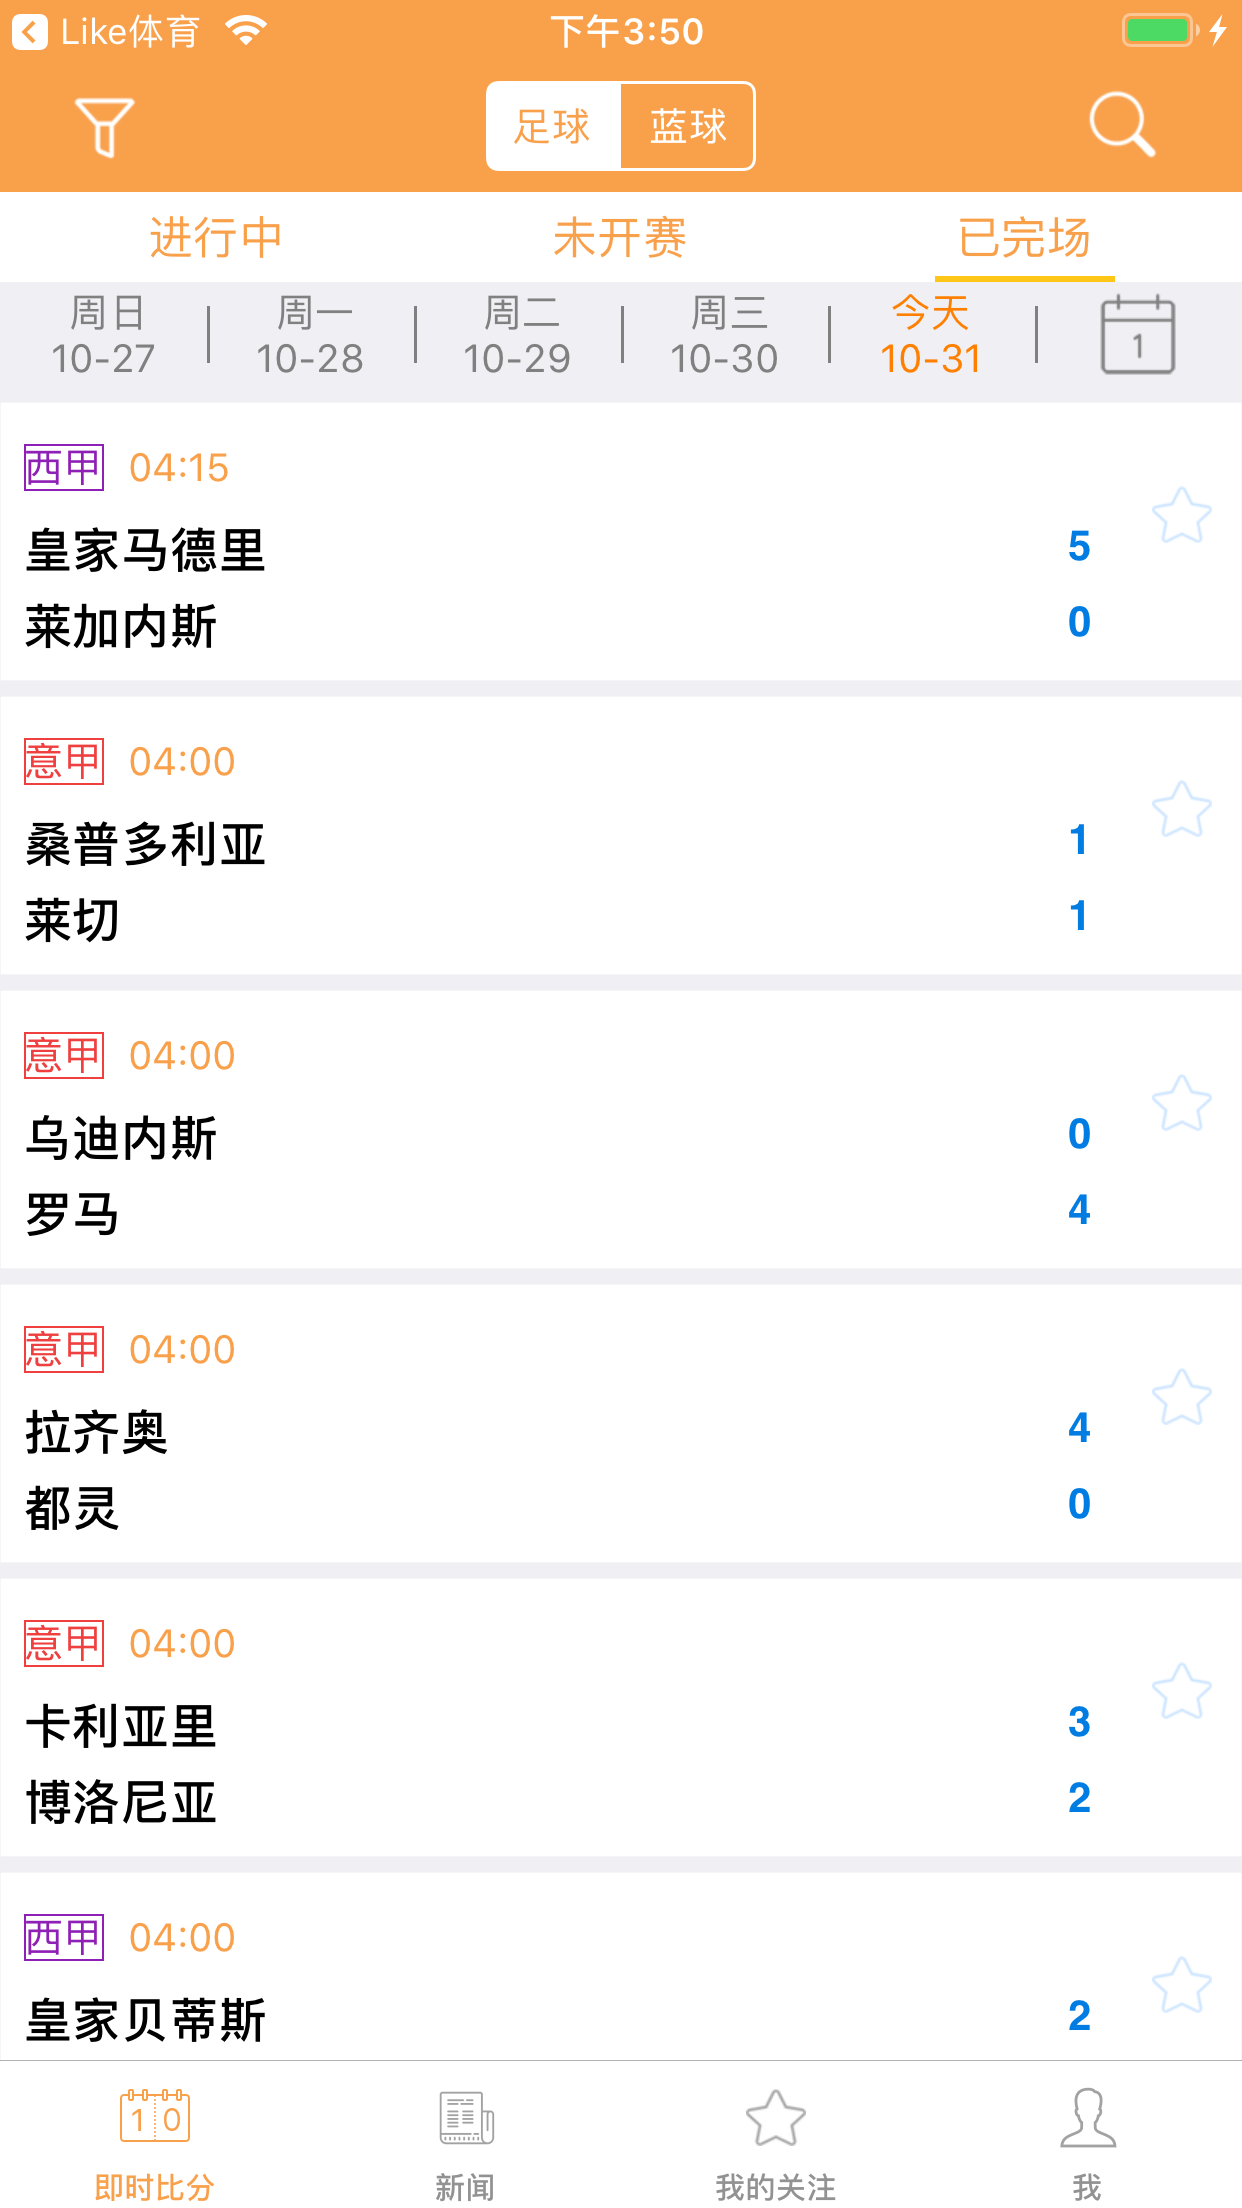 Like体育 下午3:50
足球 蓝球
进行中 未开赛 已完场
周日 周一 周二 周三 今天
10-27 10-28 10-29 10-30 10-31 1
西甲 04:15
皇家马德里 5
莱加内斯 0
意甲 04:00
桑普多利亚 1
莱切 1
意甲 04:00
乌迪内斯 0
罗马 4
意甲 04:00
拉齐奥 4
都灵 0
意甲 04:00
卡利亚里 3
博洛尼亚 2
西甲 04:00
皇家贝蒂斯 2
1 0
即时比分 新闻 我的关注 我